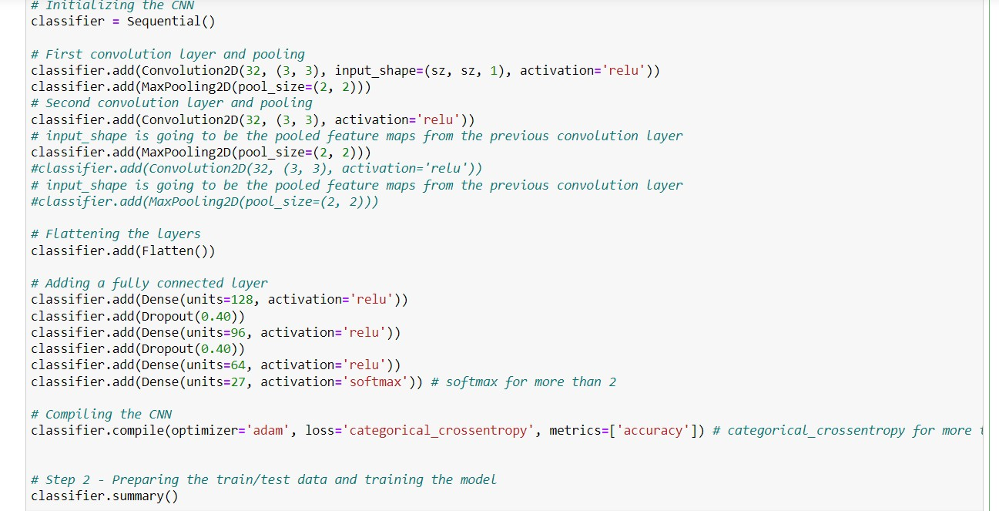 # Initializing the CNN
classifier = Sequential()
# First convolution layer and pooling
classifier.add(Convolution2D(32, (3, 3), input_shape=(sz, sz, 1), activation='relu'))
classifier.add(MaxPooling2D(pool_size=(2, 2)))
# Second convolution layer and pooling
classifier.add(Convolution2D(32, (3, 3), activation='relu'))
# input_shape is going to be the pooled feature maps from the previous convolution layer
classifier.add(MaxPooling2D(pool_size=(2, 2)))
#classifier.add(Convolution2D(32, (3, 3), activation='relu'))
# input_shape is going to be the pooled feature maps from the previous convolution layer
#classifier.add(MaxPooling2D(pool_size=(2, 2)))
# Flattening the layers
classifier.add(Flatten())
# Adding a fully connected layer
classifier.add(Dense(units=128, activation='relu'))
classifier.add(Dropout(0.40))
classifier.add(Dense(units=96, activation='relu'))
classifier.add(Dropout(0.40))
classifier.add(Dense(units=64, activation='relu'))
classifier.add(Dense(units=27, activation='softmax')) # softmax for more than 2
# Compiling the CNN
classifier.compile(optimizer='adam', loss='categorical_crossentropy', metrics=['accuracy']) # categorical_crossentropy for more
# Step 2 - Preparing the train/test data and training the model
classifier.summary()